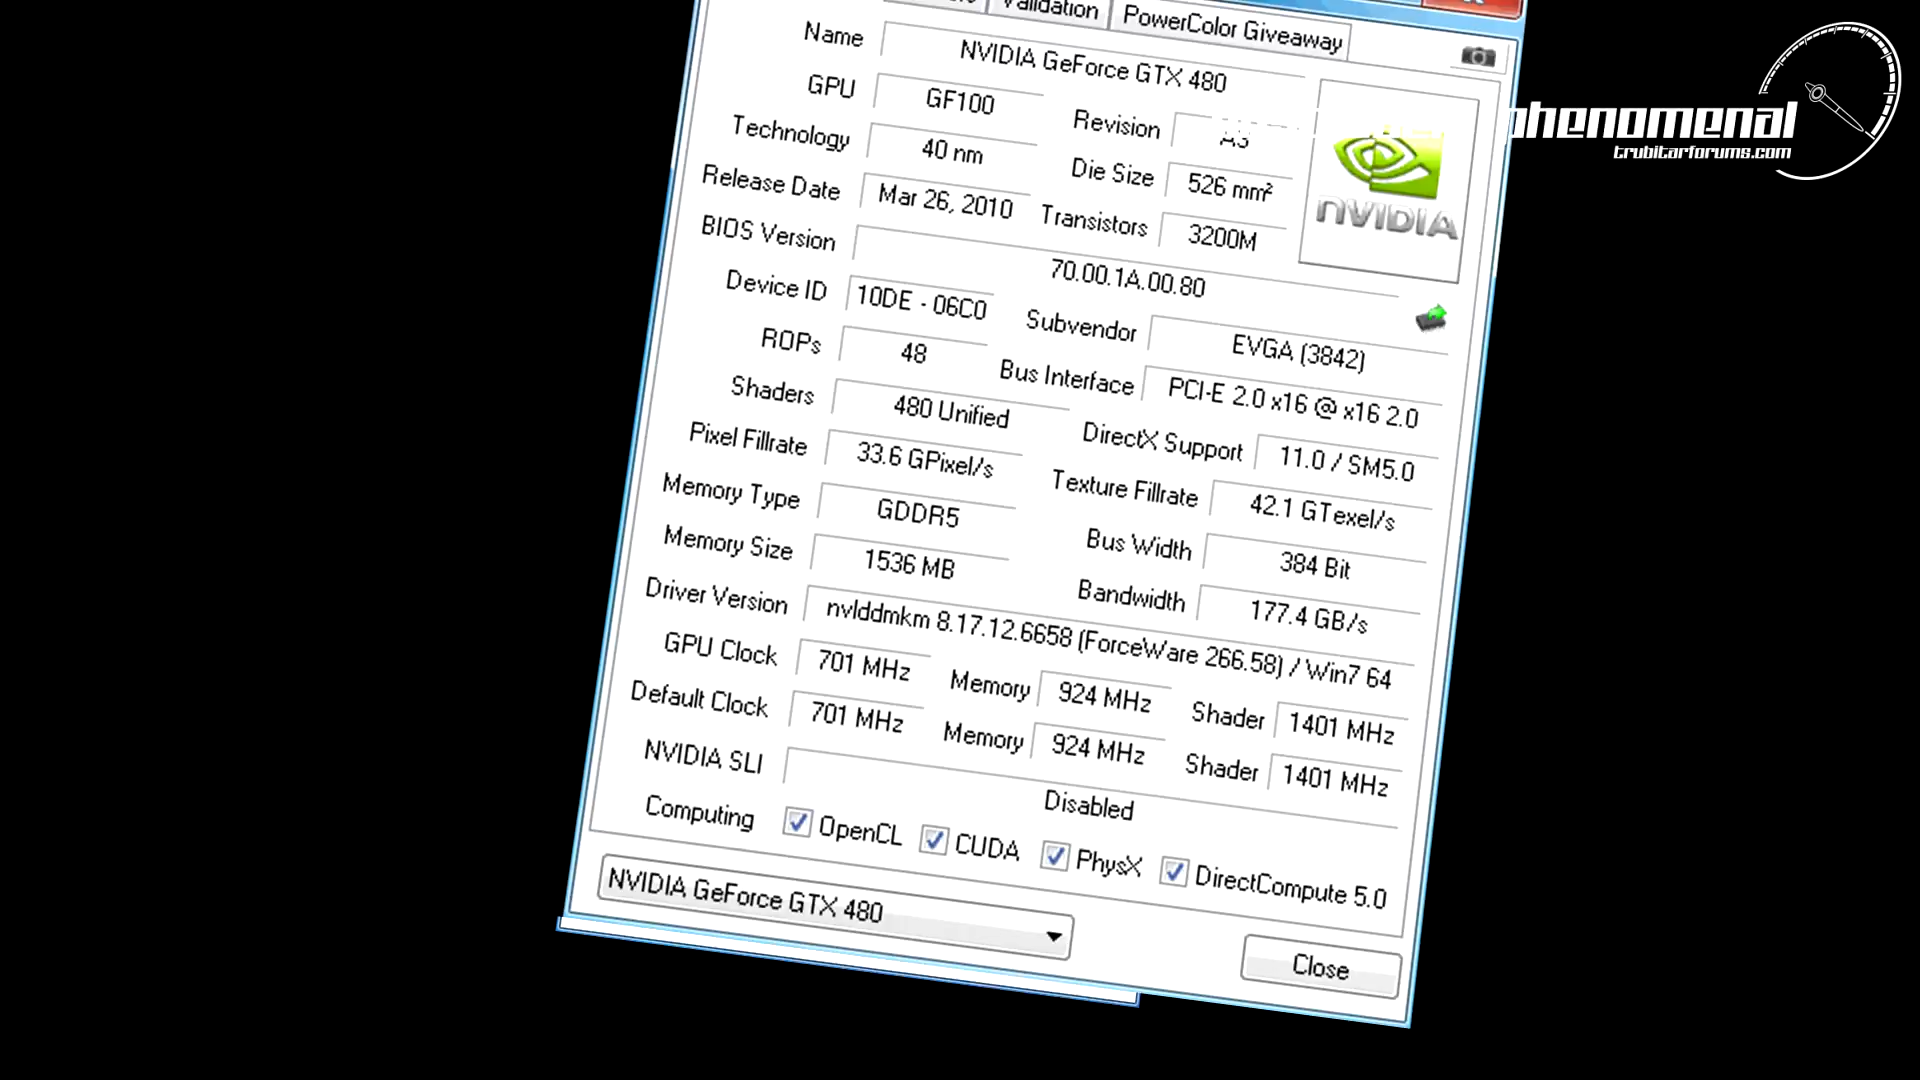 Validation
PowerColor Giveaway
Name NVIDIA GeForce GTX 480
GPU GF100 Revision A3
Technology 40 nm Die Size 526 mm²
Release Date Mar 26, 2010 Transistors 3200M
NVIDIA
BIOS Version 70.00.1A.00.80
Device ID 10DE - 06C0 Subvendor EVGA (3842)
ROPs 48 Bus Interface PCI-E 2.0 x16 @ x16 2.0
Shaders 480 Unified DirectX Support 11.0 / SM5.0
Pixel Fillrate 33.6 GPixel/s Texture Fillrate 42.1 GTexel/s
Memory Type GDDR5 Bus Width 384 Bit
Memory Size 1536 MB Bandwidth 177.4 GB/s
Driver Version nvlddmkm 8.17.12.6658 (ForceWare 266.58) / Win7 64
GPU Clock 701 MHz Memory 924 MHz Shader 1401 MHz
Default Clock 701 MHz Memory 924 MHz Shader 1401 MHz
NVIDIA SLI Disabled
Computing OpenCL CUDA PhysX DirectCompute 5.0
NVIDIA GeForce GTX 480
Close
phenomenal
trubitarforums.com